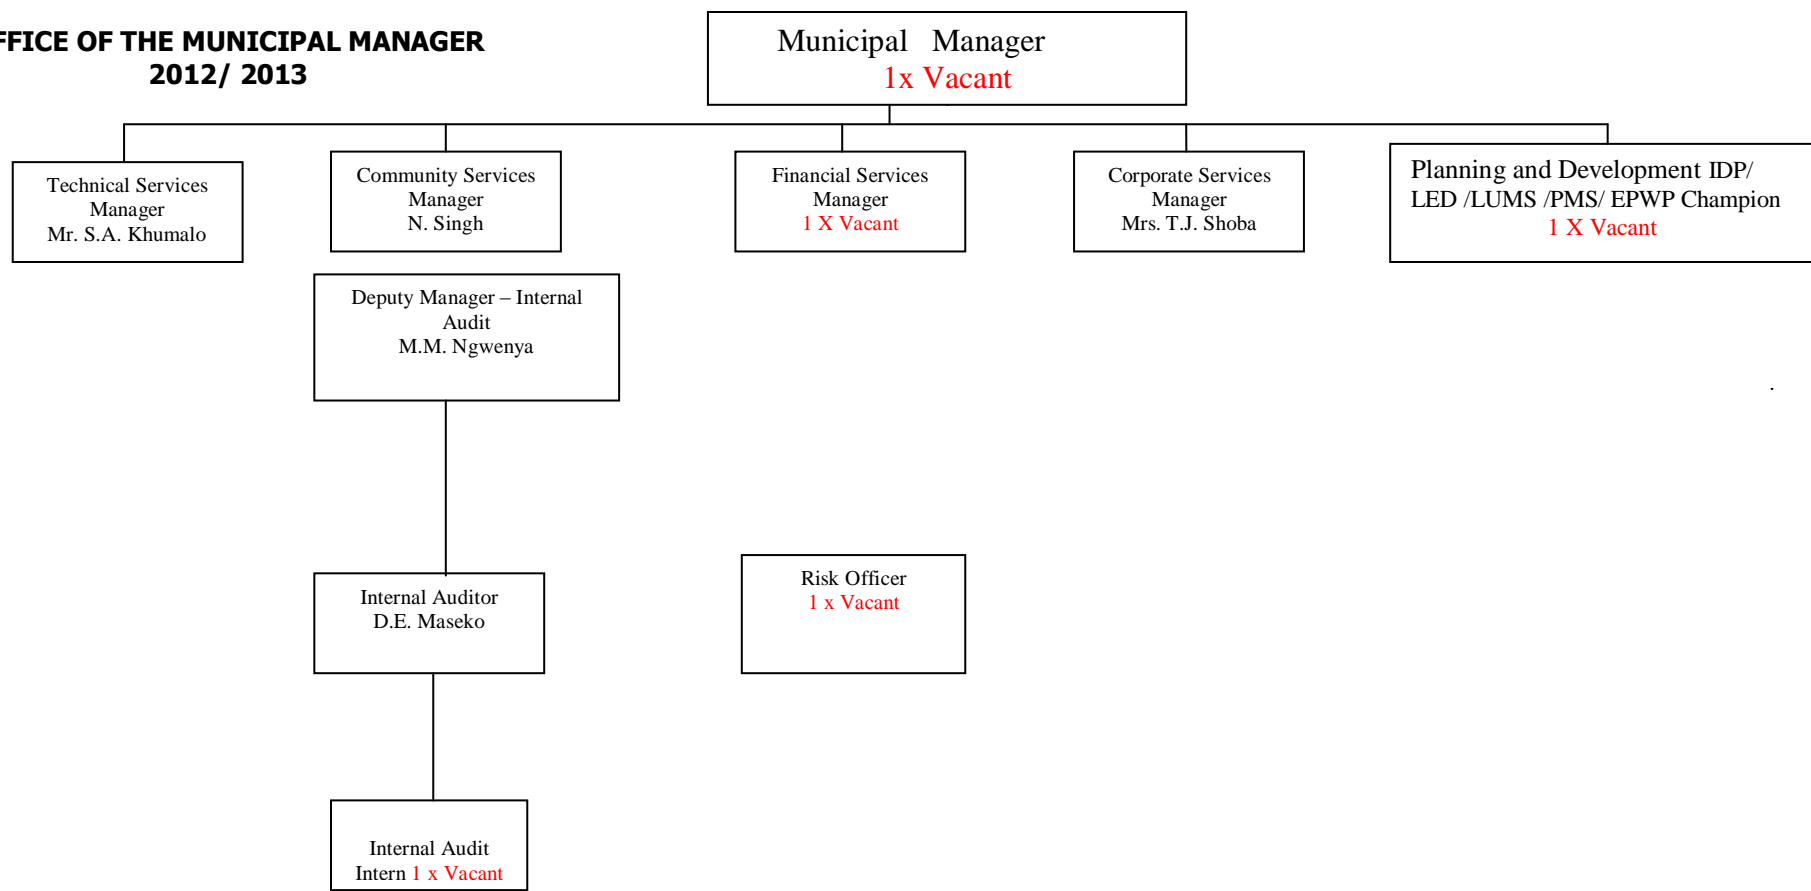 FFICE OF THE MUNICIPAL MANAGER
2012/ 2013
Municipal Manager
1x Vacant
Technical Services
Manager
Mr. S.A. Khumalo
Community Services
Manager
N. Singh
Financial Services
Manager
1 X Vacant
Corporate Services
Manager
Mrs. T.J. Shoba
Planning and Development IDP/
LED /LUMS /PMS/ EPWP Champion
1 X Vacant
Deputy Manager – Internal
Audit
M.M. Ngwenya
.
Internal Auditor
D.E. Maseko
Risk Officer
1 x Vacant
Internal Audit
Intern 1 x Vacant